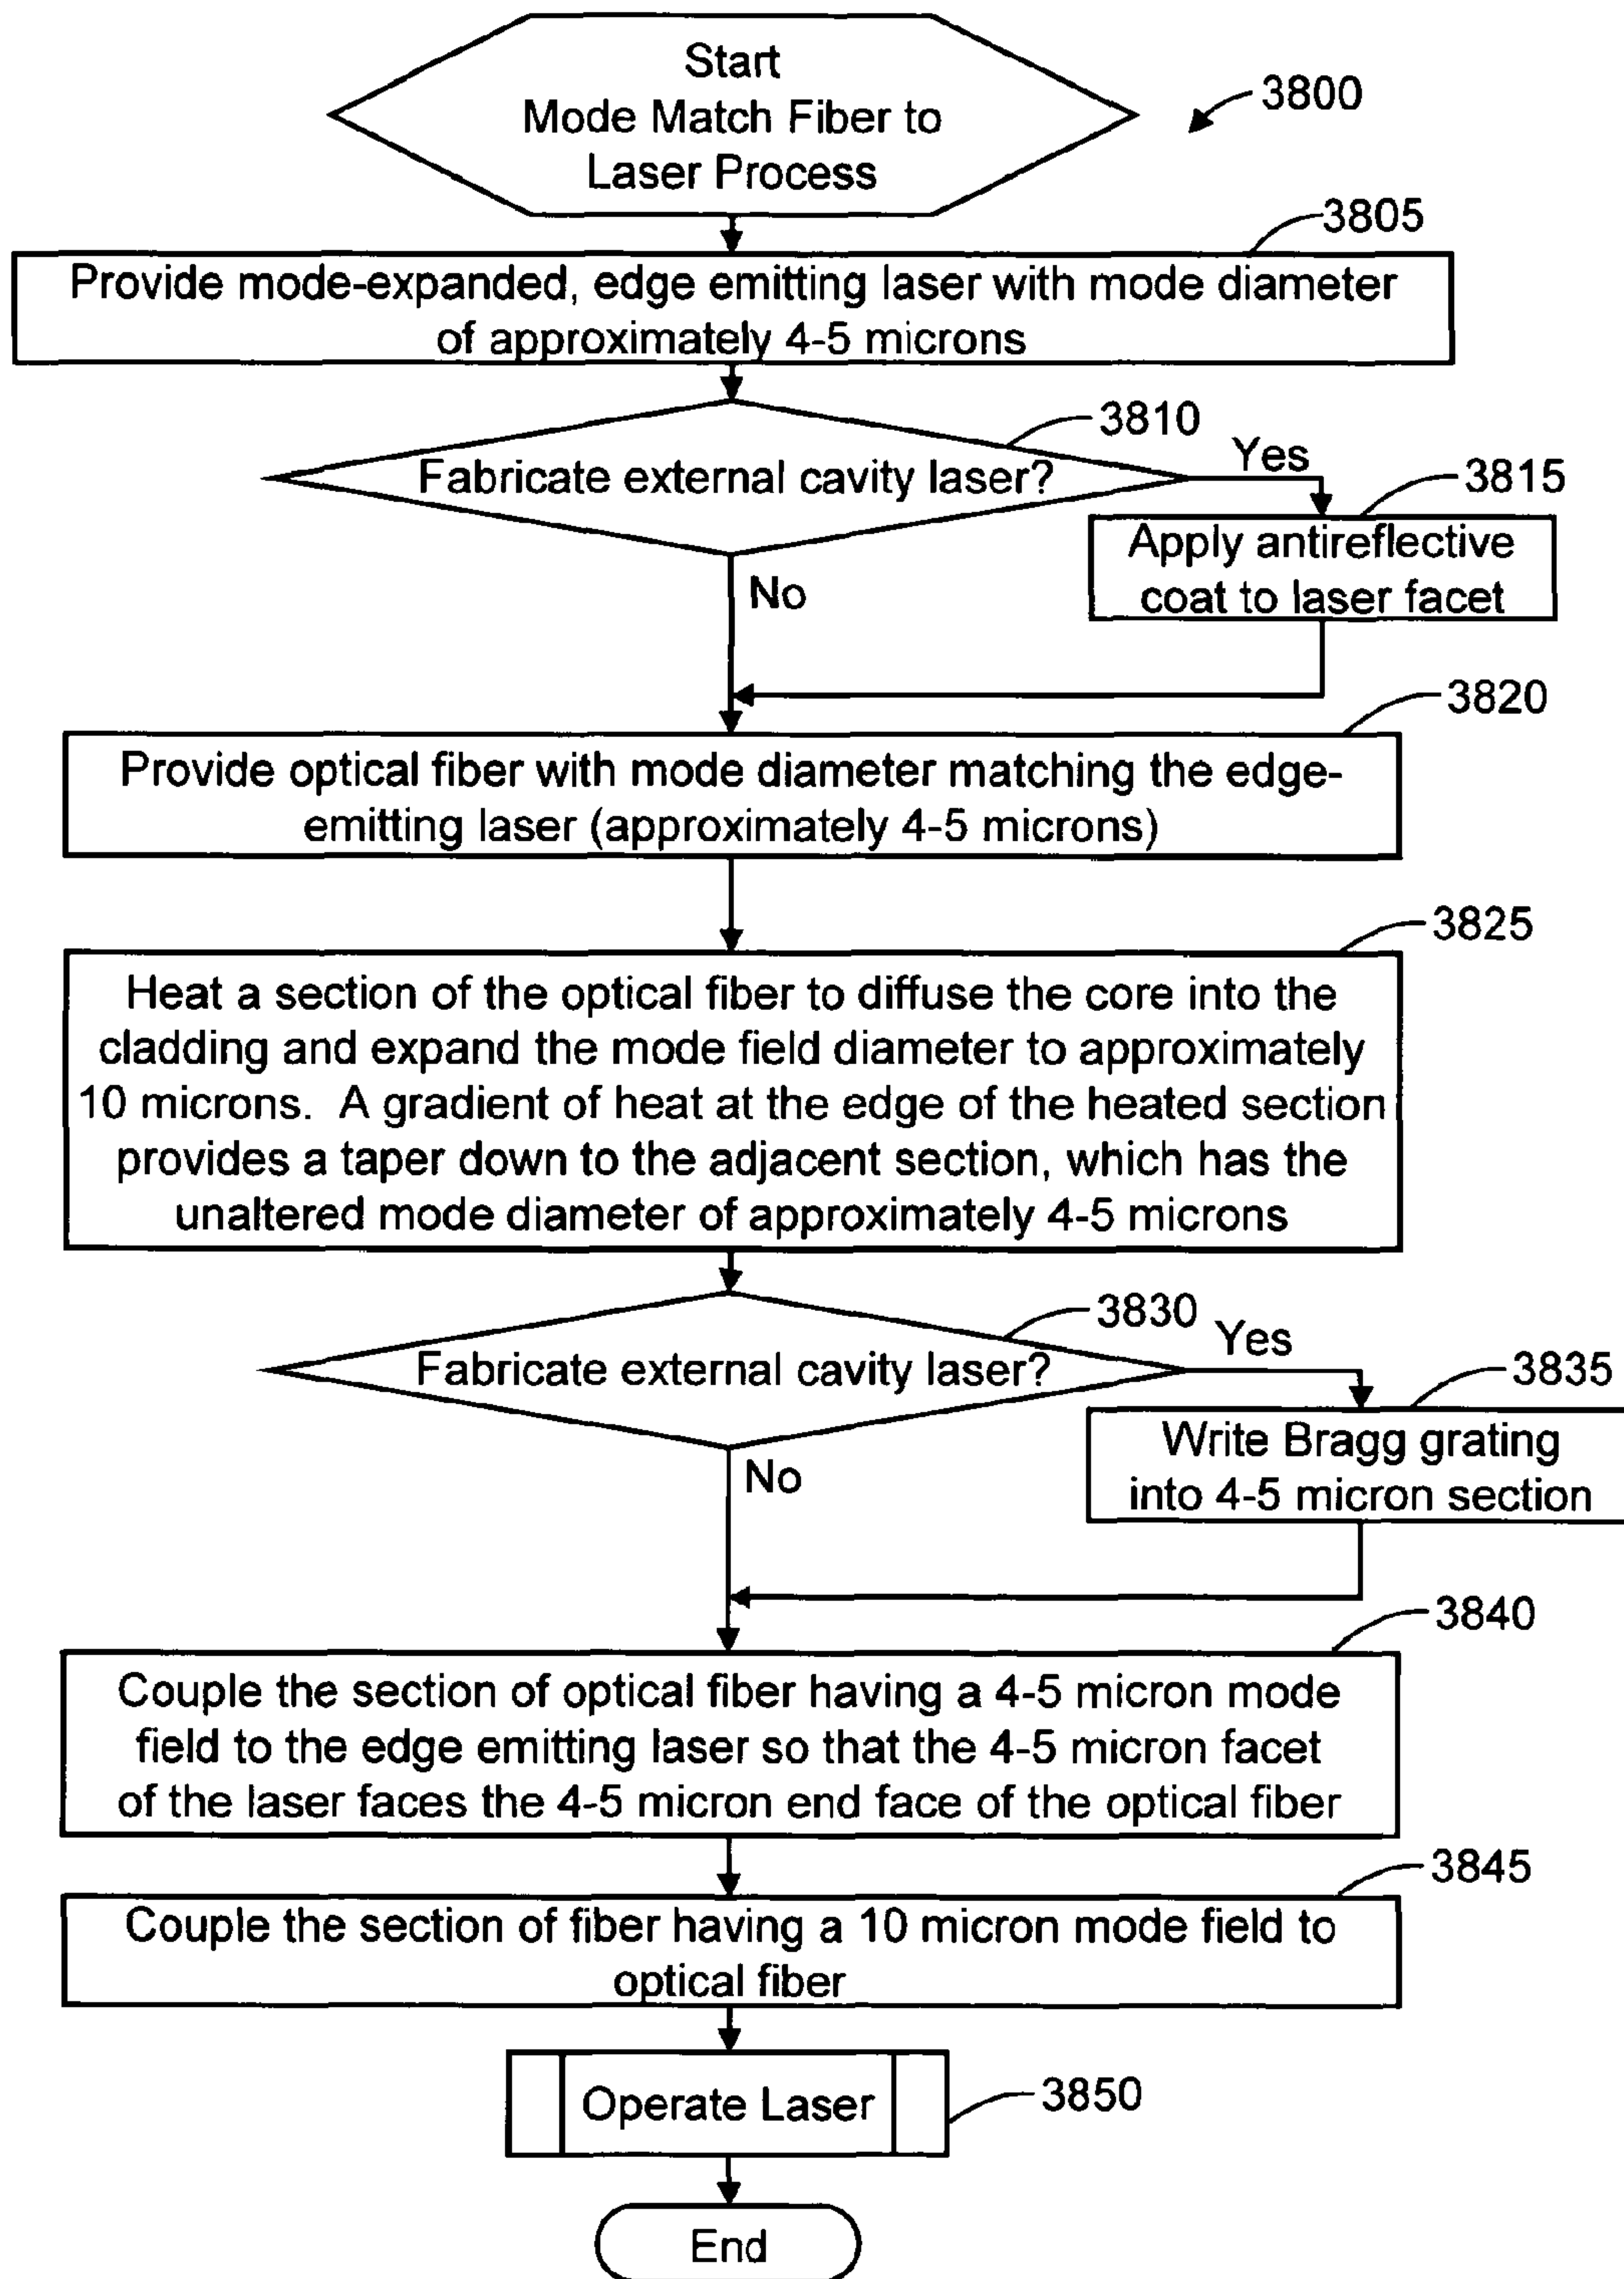 Start
Mode Match Fiber to
Laser Process
3800
3805
Provide mode-expanded, edge emitting laser with mode diameter
of approximately 4-5 microns
3810
Fabricate external cavity laser?
Yes
3815
Apply antireflective
coat to laser facet
No
3820
Provide optical fiber with mode diameter matching the edge-
emitting laser (approximately 4-5 microns)
3825
Heat a section of the optical fiber to diffuse the core into the
cladding and expand the mode field diameter to approximately
10 microns. A gradient of heat at the edge of the heated section
provides a taper down to the adjacent section, which has the
unaltered mode diameter of approximately 4-5 microns
3830
Fabricate external cavity laser?
Yes
3835
Write Bragg grating
into 4-5 micron section
No
3840
Couple the section of optical fiber having a 4-5 micron mode
field to the edge emitting laser so that the 4-5 micron facet
of the laser faces the 4-5 micron end face of the optical fiber
3845
Couple the section of fiber having a 10 micron mode field to
optical fiber
Operate Laser
3850
End